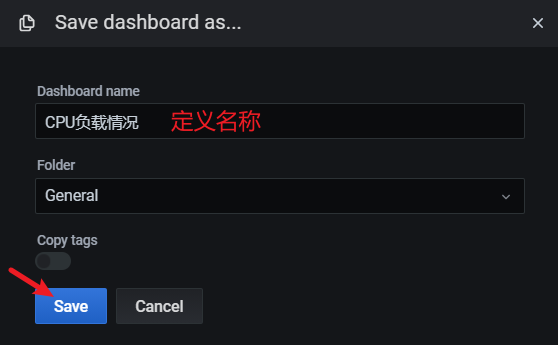 Save dashboard as...
Dashboard name
CPU负载情况 定义名称
Folder
General
Copy tags
Save Cancel